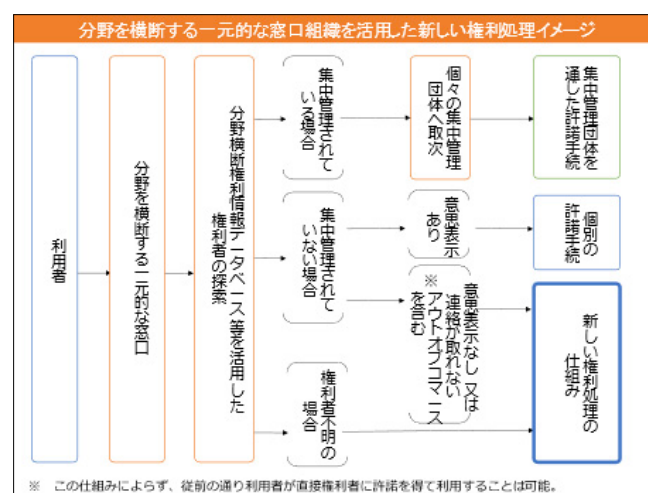 分野を横断する一元的な窓口組織を活用した新しい権利処理イメージ
利用者
分野を横断する一元的な窓口
分野横断権利情報データベース等を活用した
権利者の探索
集中管理されて
いる場合
個々の集中管理
団体へ取次
集中管理団体を
通じた許諾手続
集中管理されて
いない場合
意思表示
あり
個別の
許諾手続
意思表示なし又は
連絡が取れない
※アウトオブコマース
を含む
権利者不明の
場合
新しい権利処理の
仕組み
※ この仕組みによらず、従前の通り利用者が直接権利者に許諾を得て利用することは可能。